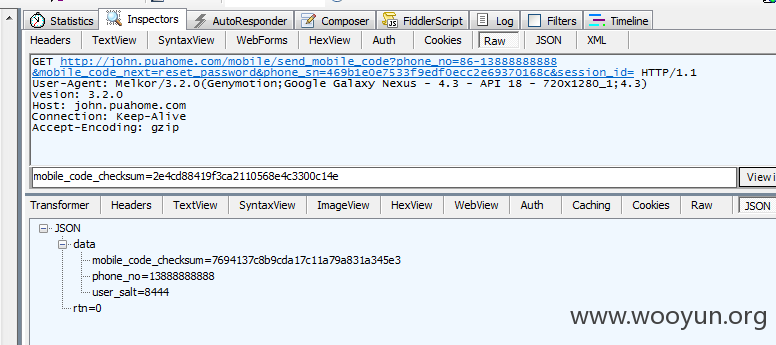 Statistics Inspectors AutoResponder Composer FiddlerScript Log Filters Timeline
Headers TextView SyntaxView WebForms HexView Auth Cookies Raw JSON XML
GET http://john.puahome.com/mobile/send_mobile_code?phone_no=86-13888888888
&mobile_code_next=reset_password&phone_sn=469b1e0e7533f9edf0ecc2e69370168c&session_id= HTTP/1.1
User-Agent: Melkor/3.2.0(Genymotion;Google Galaxy Nexus - 4.3 - API 18 - 720x1280_1;4.3)
vesion: 3.2.0
Host: john.puahome.com
Connection: Keep-Alive
Accept-Encoding: gzip
mobile_code_checksum=2e4cd88419f3ca2110568e4c3300c14e View i
Transformer Headers TextView SyntaxView ImageView HexView WebView Auth Caching Cookies Raw JSON
JSON
data
mobile_code_checksum=7694137c8b9cda17c11a79a831a345e3
phone_no=13888888888
user_salt=8444
rtn=0
www.wooyun.org